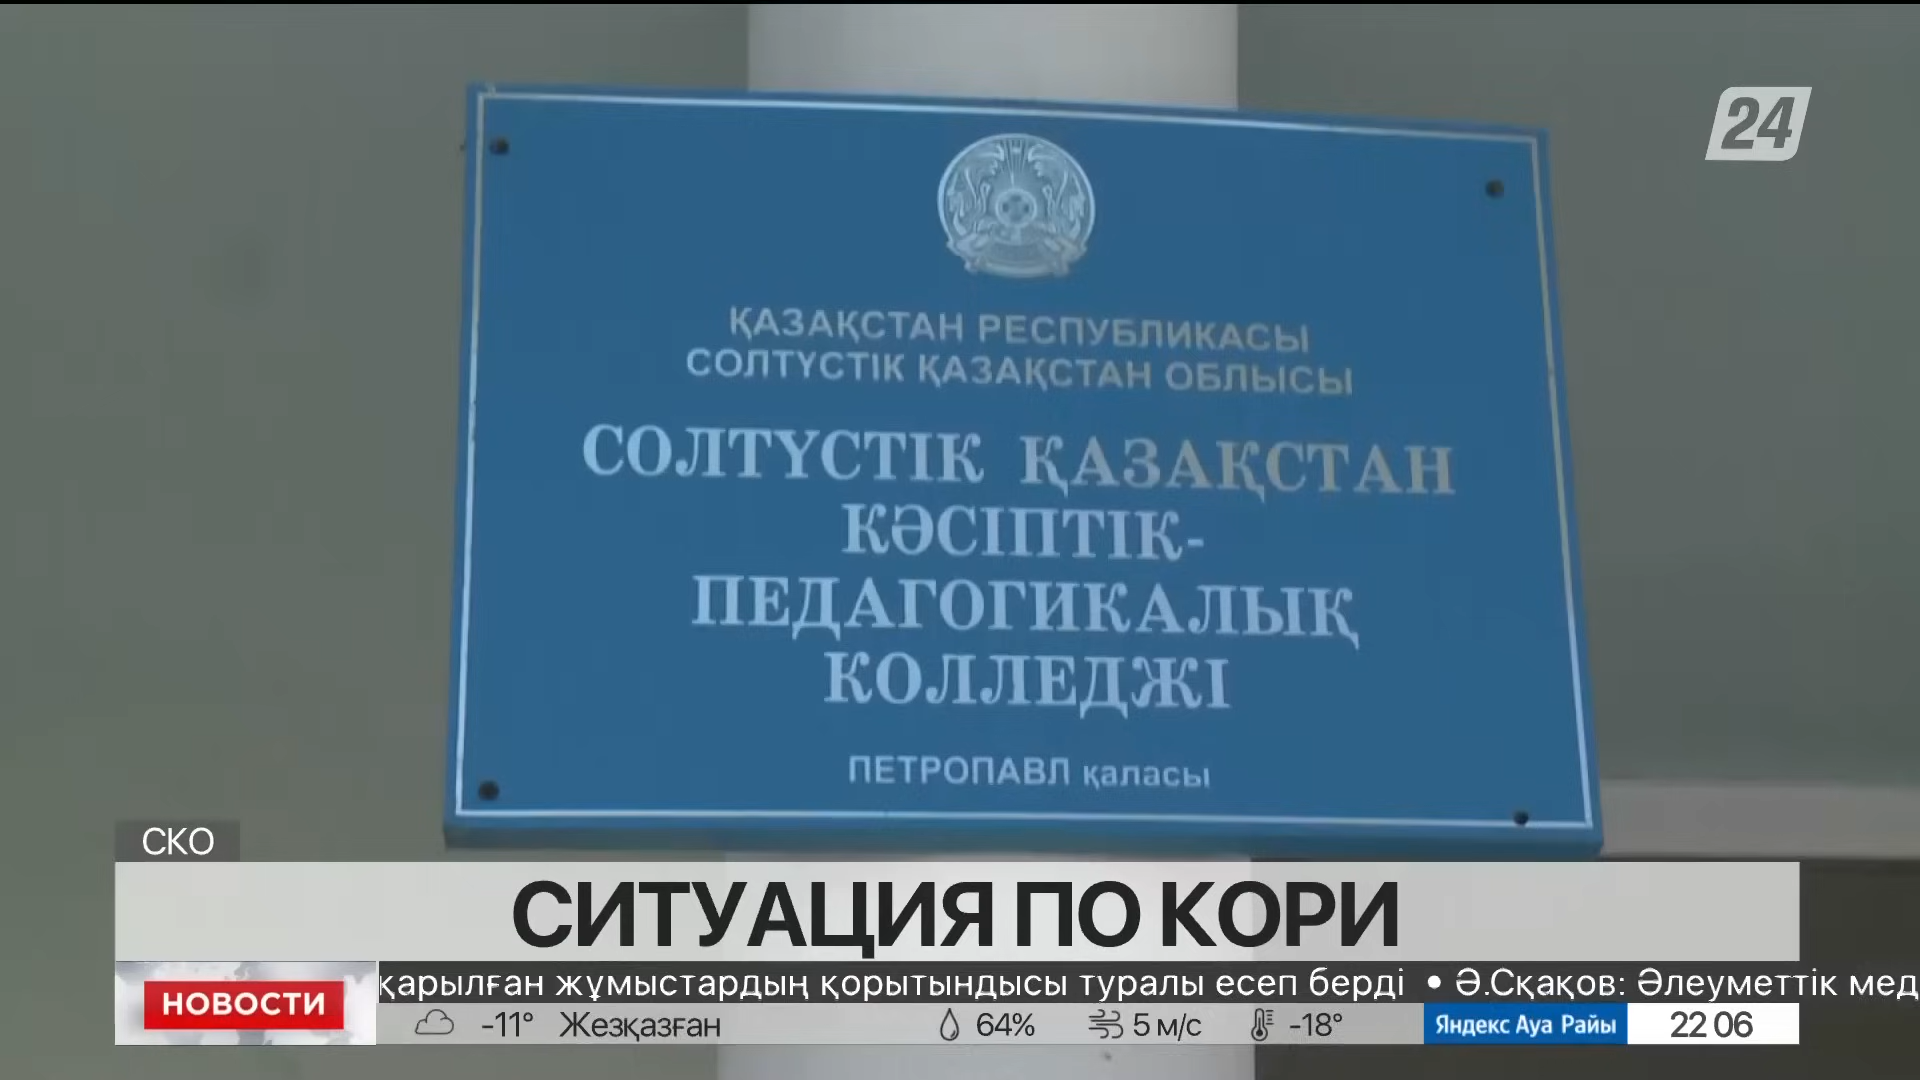 24
ҚАЗАҚСТАН РЕСПУБЛИКАСЫ
СОЛТҮСТІК ҚАЗАҚСТАН ОБЛЫСЫ
СОЛТҮСТІК ҚАЗАҚСТАН
КӘСІПТІК-
ПЕДАГОГИКАЛЫҚ
КОЛЛЕДЖІ
ПЕТРОПАВЛ қаласы
СКО
СИТУАЦИЯ ПО КОРИ
НОВОСТИ
қарылған жұмыстардың қорытындысы туралы есеп берді • Ә.Сқақов: Әлеуметтік мед
-11° Жезқазған 64% 5 м/с -18° Яндекс Ауа Райы 22 06